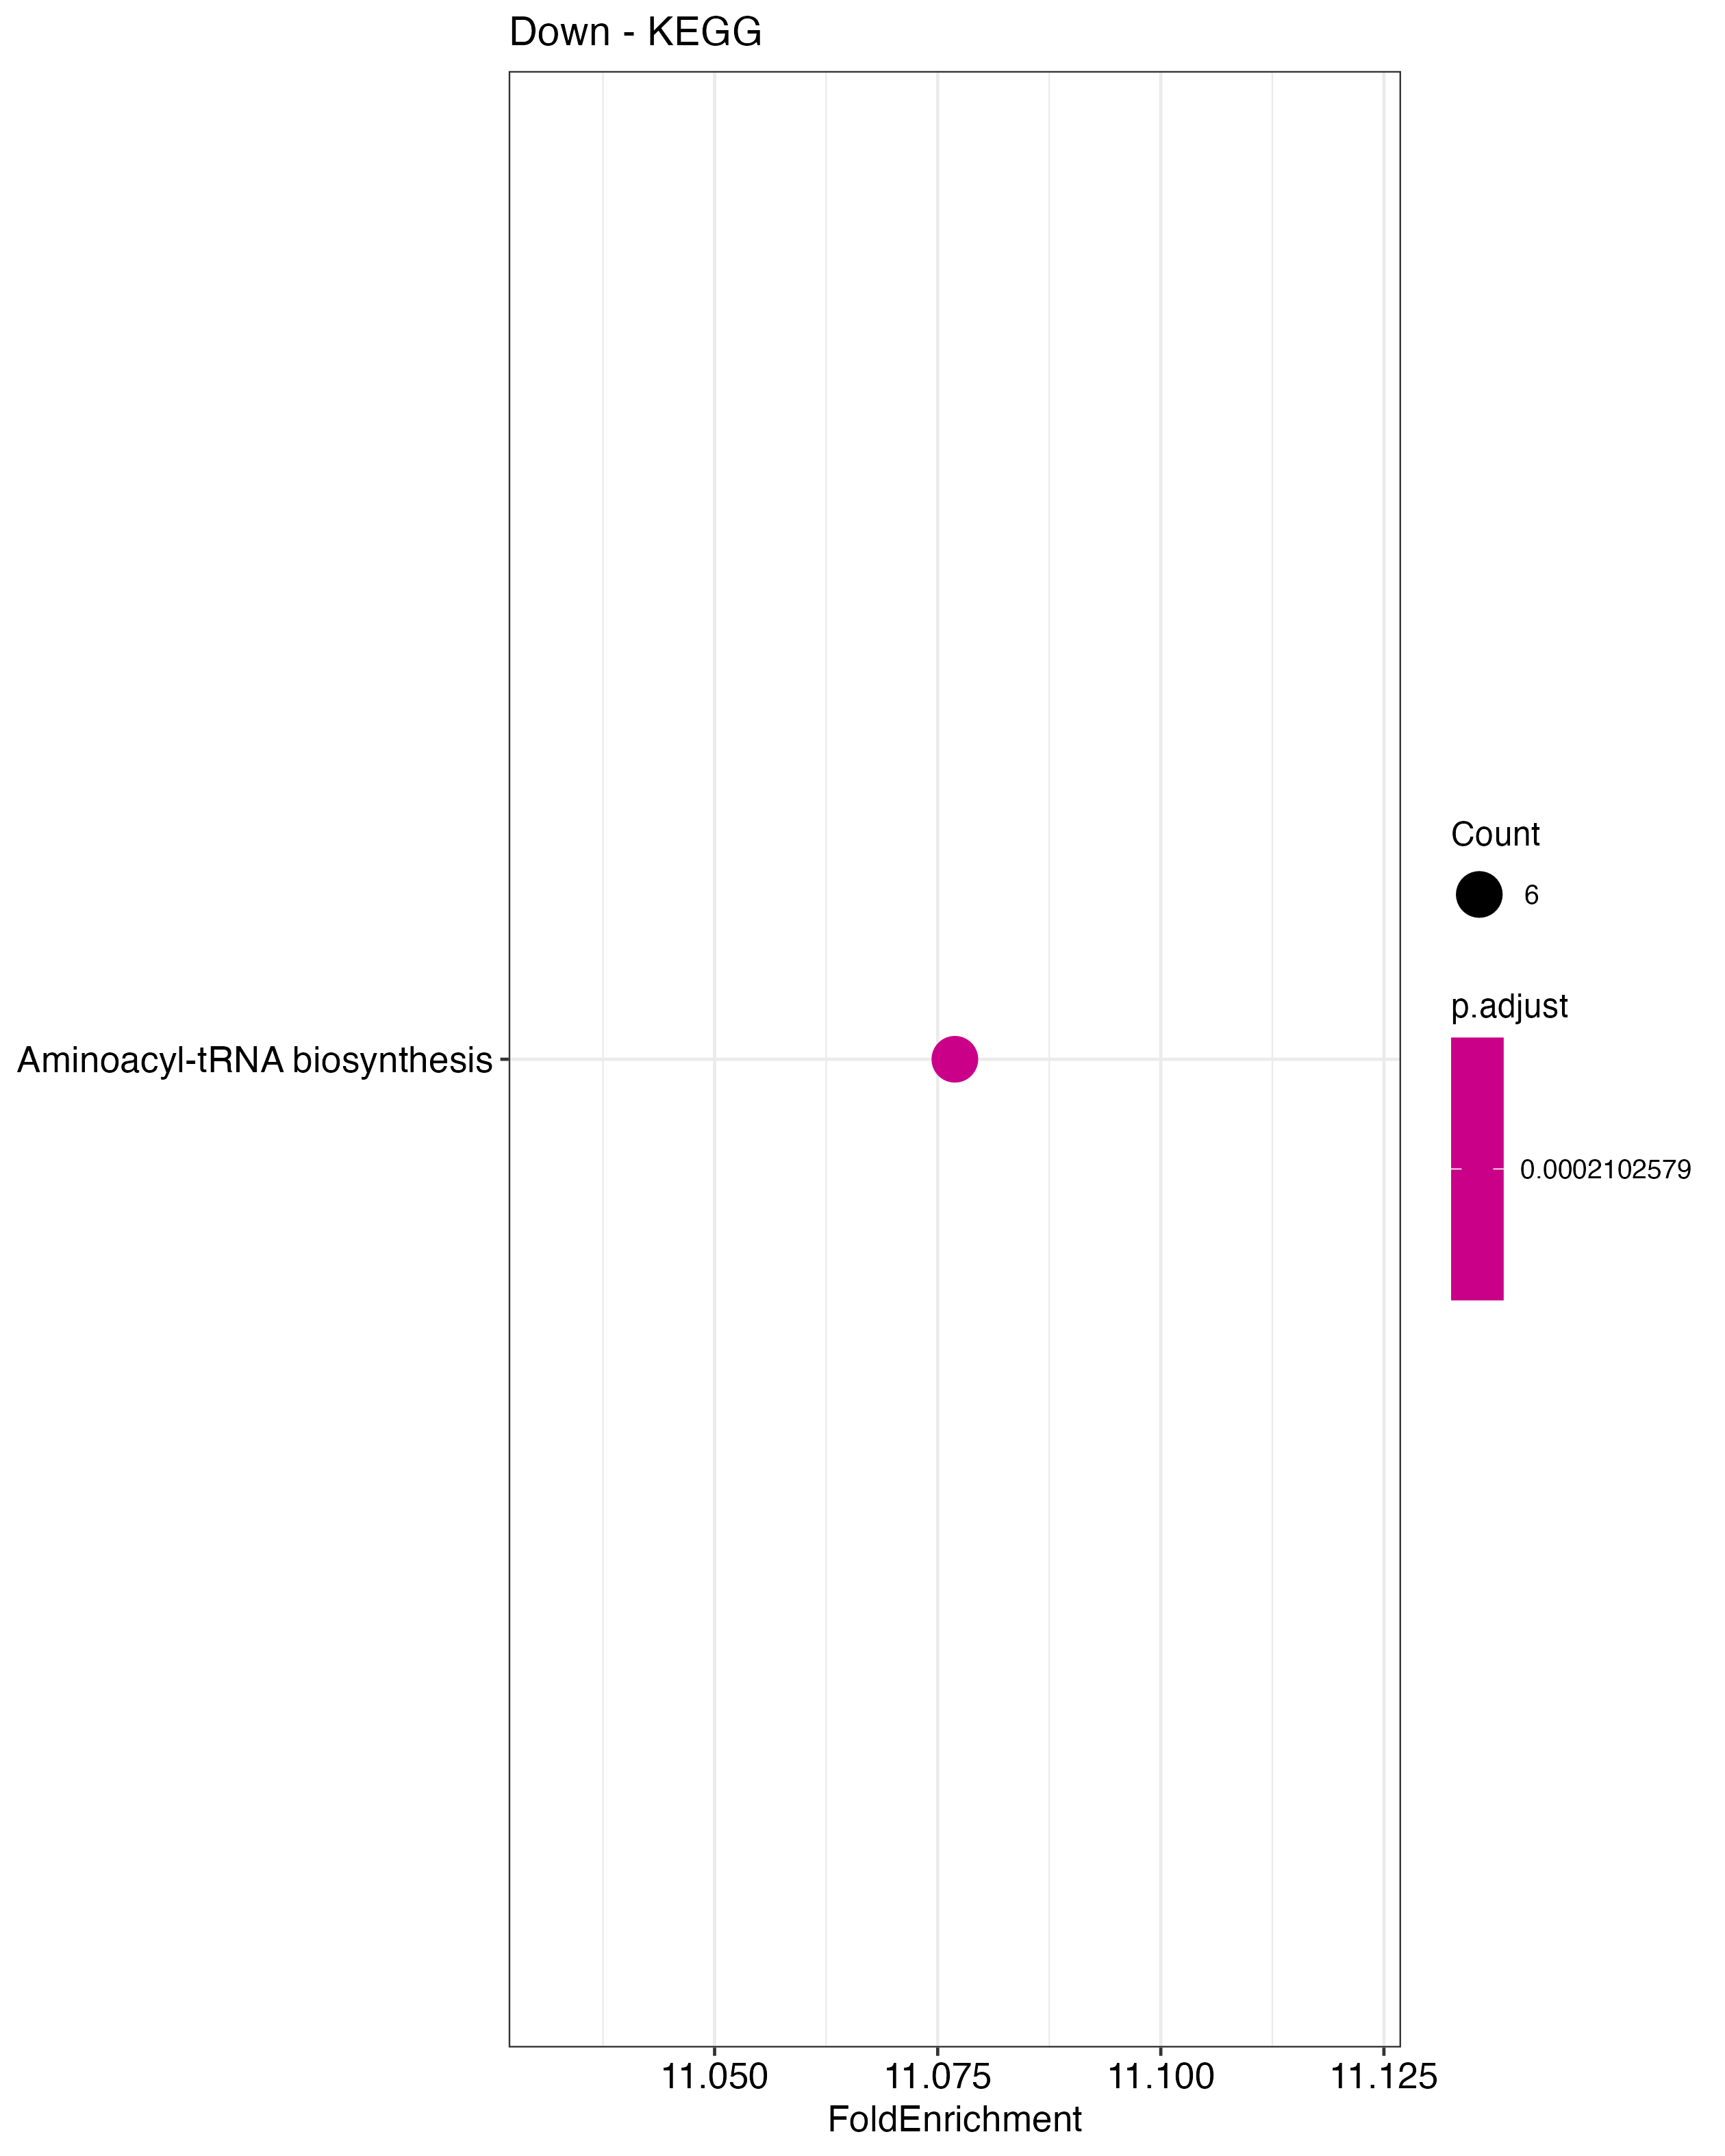 Down - KEGG
Count
6
p.adjust
Aminoacyl-tRNA biosynthesis
0.0002102579
11.050 11.075 11.100 11.125
FoldEnrichment